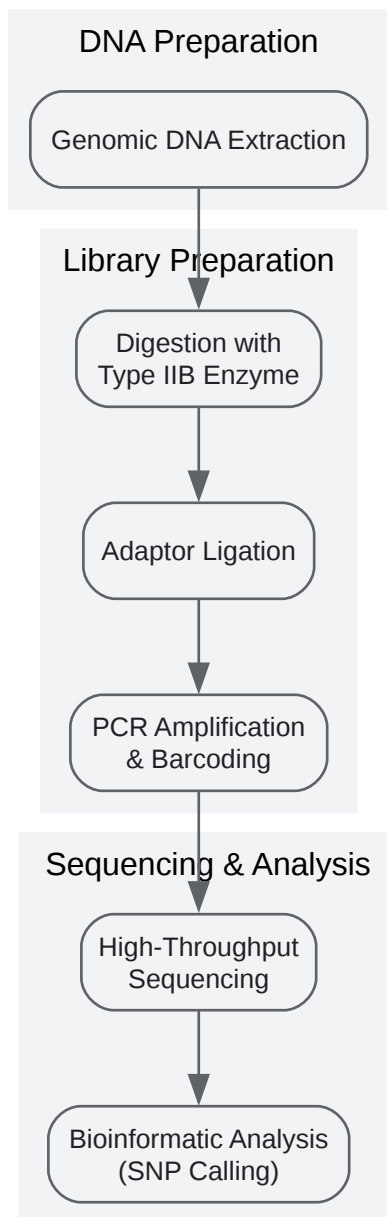 DNA Preparation
Genomic DNA Extraction
Library Preparation
Digestion with
Type IIB Enzyme
Adaptor Ligation
PCR Amplification
& Barcoding
Sequencing & Analysis
High-Throughput
Sequencing
Bioinformatic Analysis
(SNP Calling)